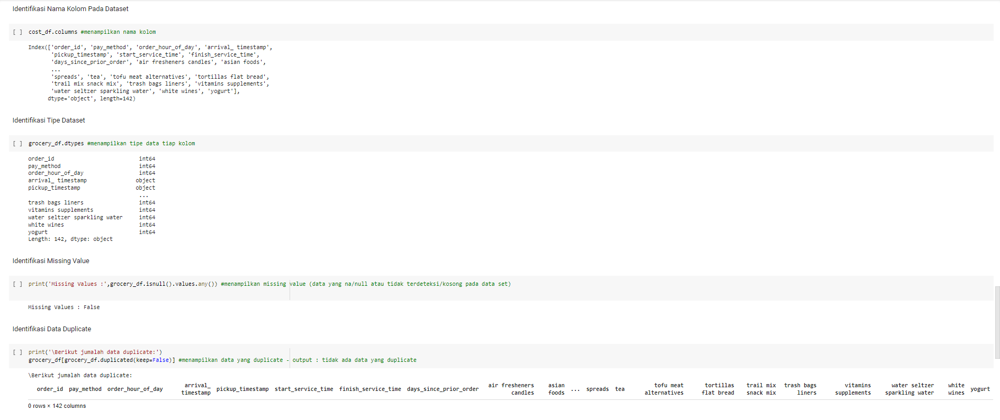 Identifikasi Nama Kolom Pada Dataset
[ ] cost_df.columns #menampilkan nama kolom
Index(['order_id', 'pay_method', 'order_hour_of_day', 'arrival_ timestamp',
'pickup_timestamp', 'start_service_time', 'finish_service_time',
'days_since_prior_order', 'air fresheners candles', 'asian foods',
...
'spreads', 'tea', 'tofu meat alternatives', 'tortillas flat bread',
'trail mix snack mix', 'trash bags liners', 'vitamins supplements',
'water seltzer sparkling water', 'white wines', 'yogurt'],
dtype='object', length=142)
Identifikasi Tipe Dataset
[ ] grocery_df.dtypes #menampilkan tipe data tiap kolom
order_id int64
pay_method int64
order_hour_of_day int64
arrival_ timestamp object
pickup_timestamp object
...
trash bags liners int64
vitamins supplements int64
water seltzer sparkling water int64
white wines int64
yogurt int64
Length: 142, dtype: object
Identifikasi Missing Value
[ ] print('Missing Values :',grocery_df.isnull().values.any()) #menampilkan missing value (data yang na/null atau tidak terdeteksi/kosong pada data set)
Missing Values : False
Identifikasi Data Duplicate
[ ] print('\Berikut jumalah data duplicate:')
grocery_df[grocery_df.duplicated(keep=False)] #menampilkan data yang duplicate - output : tidak ada data yang duplicate
\Berikut jumalah data duplicate:
order_id pay_method order_hour_of_day arrival_ timestamp pickup_timestamp start_service_time finish_service_time days_since_prior_order air fresheners candles asian foods ... spreads tea tofu meat alternatives tortillas flat bread trail mix snack mix trash bags liners vitamins supplements water seltzer sparkling water white wines yogurt
0 rows × 142 columns